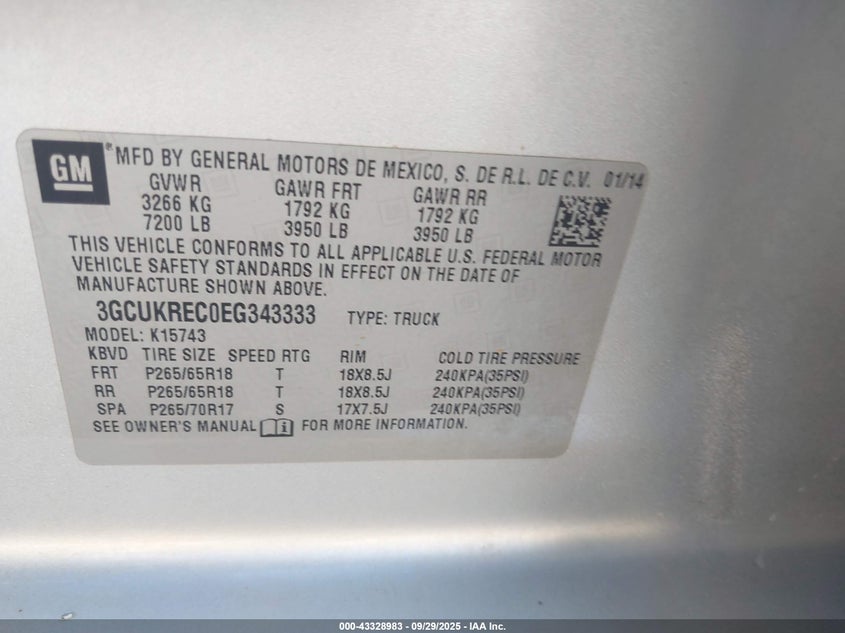 GM ® MFD BY GENERAL MOTORS DE MEXICO, S. DE R.L. DE C.V. 01/14
GVWR GAWR FRT GAWR RR
3266 KG 1792 KG 1792 KG
7200 LB 3950 LB 3950 LB
THIS VEHICLE CONFORMS TO ALL APPLICABLE U.S. FEDERAL MOTOR
VEHICLE SAFETY STANDARDS IN EFFECT ON THE DATE OF
MANUFACTURE SHOWN ABOVE.
3GCUKREC0EG343333 TYPE: TRUCK
MODEL: K15743
KBVD TIRE SIZE SPEED RTG RIM COLD TIRE PRESSURE
FRT P265/65R18 T 18X8.5J 240KPA(35PSI)
RR P265/65R18 T 18X8.5J 240KPA(35PSI)
SPA P265/70R17 S 17X7.5J 240KPA(35PSI)
SEE OWNER'S MANUAL i FOR MORE INFORMATION.
000-43328983 - 09/29/2025 - IAA Inc.